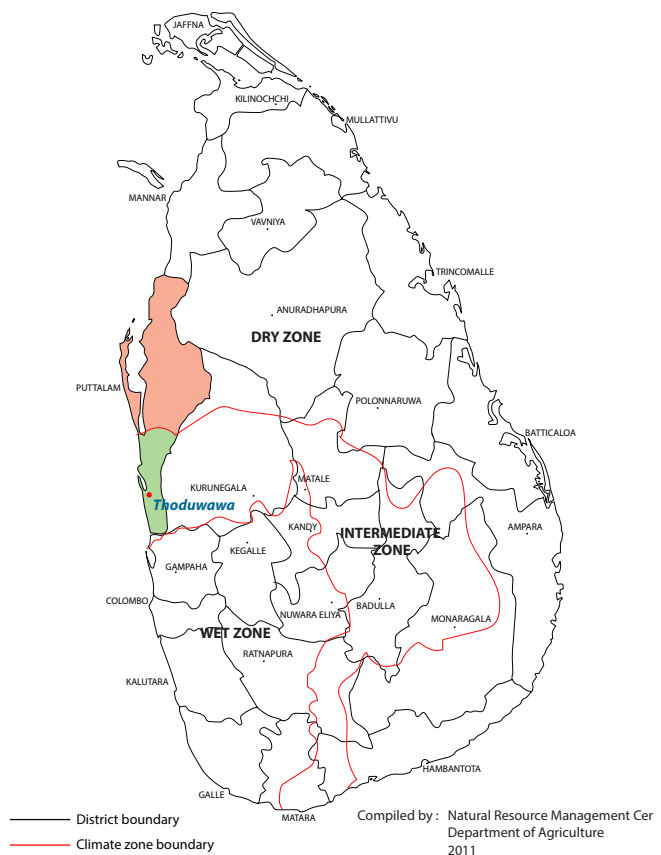 JAFFNA
KILINOCHCHI
MULLATTIVU
MANNAR
VAVNIYA
TRINCOMALLE
ANURADHAPURA
DRY ZONE
PUTTALAM
POLONNARUWA
BATTICALOA
KURUNEGALA
MATALE
Thoduwawa
KANDY
INTERMEDIATE
ZONE
AMPARA
KEGALLE
GAMPAHA
COLOMBO
NUWARA ELIYA
BADULLA
MONARAGALA
WET ZONE
RATNAPURA
KALUTARA
HAMBANTOTA
GALLE
MATARA
District boundary
Climate zone boundary
Compiled by : Natural Resource Management Cer
Department of Agriculture
2011